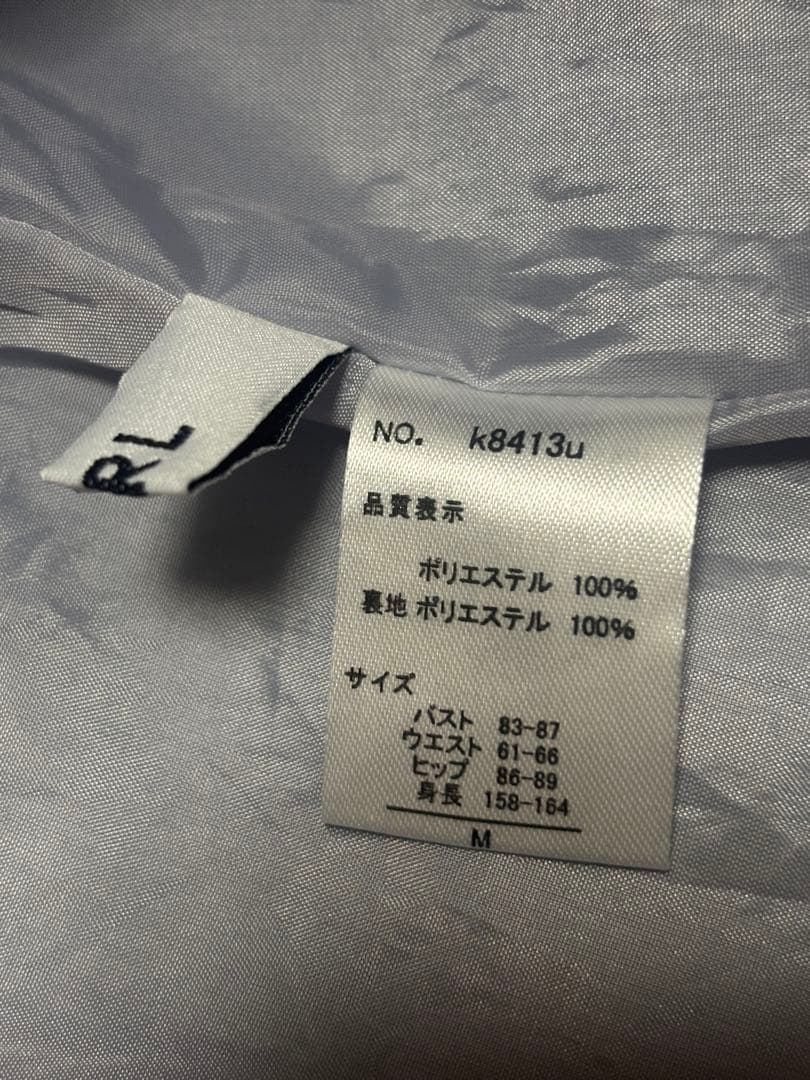 RL
NO. k8413u
品質表示
ポリエステル 100%
裏地 ポリエステル 100%
サイズ
バスト 83-87
ウエスト 61-66
ヒップ 86-89
身長 158-164
M